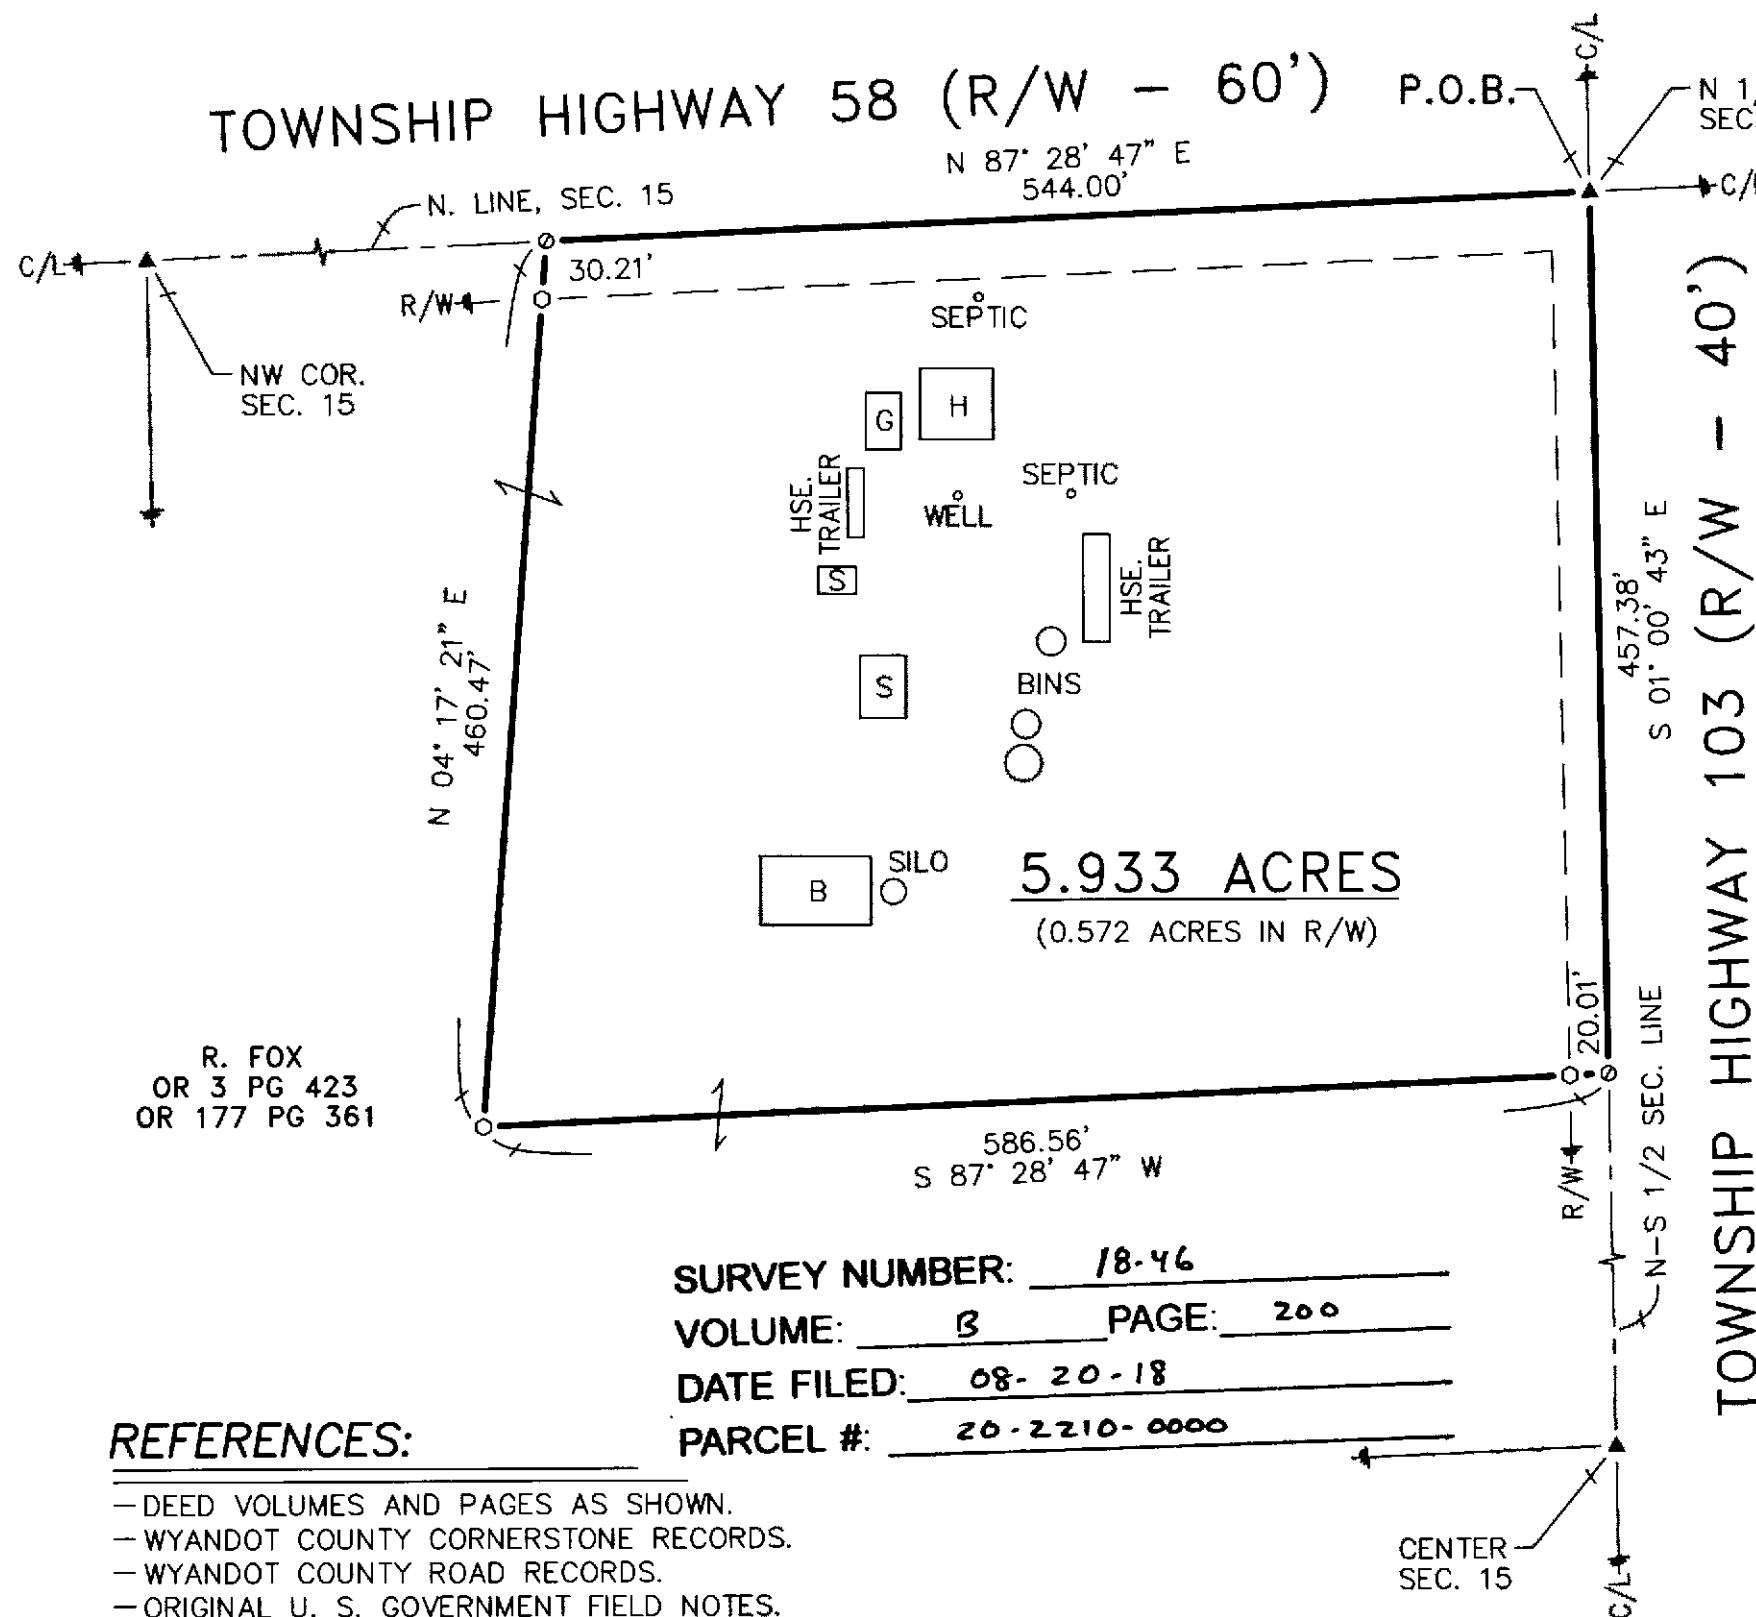 TOWNSHIP HIGHWAY 58 (R/W - 60')
P.O.B.
C/L
SEC.
N 87° 28' 47" E
544.00'
N. LINE, SEC. 15
C/L
30.21'
R/W
SEPTIC
NW COR.
SEC. 15
G
H
HSE.
TRAILER
SEPTIC
WELL
S
HSE.
TRAILER
S
BINS
N 04° 17' 21" E
460.47'
457.38'
S 01° 00' 43" E
TOWNSHIP HIGHWAY 103 (R/W - 40')
B
SILO
5.933 ACRES
(0.572 ACRES IN R/W)
20.01'
N-S 1/2 SEC. LINE
R. FOX
OR 3 PG 423
OR 177 PG 361
586.56'
S 87° 28' 47" W
R/W
SURVEY NUMBER: 18-46
VOLUME: B PAGE: 200
DATE FILED: 08-20-18
PARCEL #: 20-2210-0000
REFERENCES:
- DEED VOLUMES AND PAGES AS SHOWN.
- WYANDOT COUNTY CORNERSTONE RECORDS.
- WYANDOT COUNTY ROAD RECORDS.
- ORIGINAL U. S. GOVERNMENT FIELD NOTES.
CENTER
SEC. 15
C/L